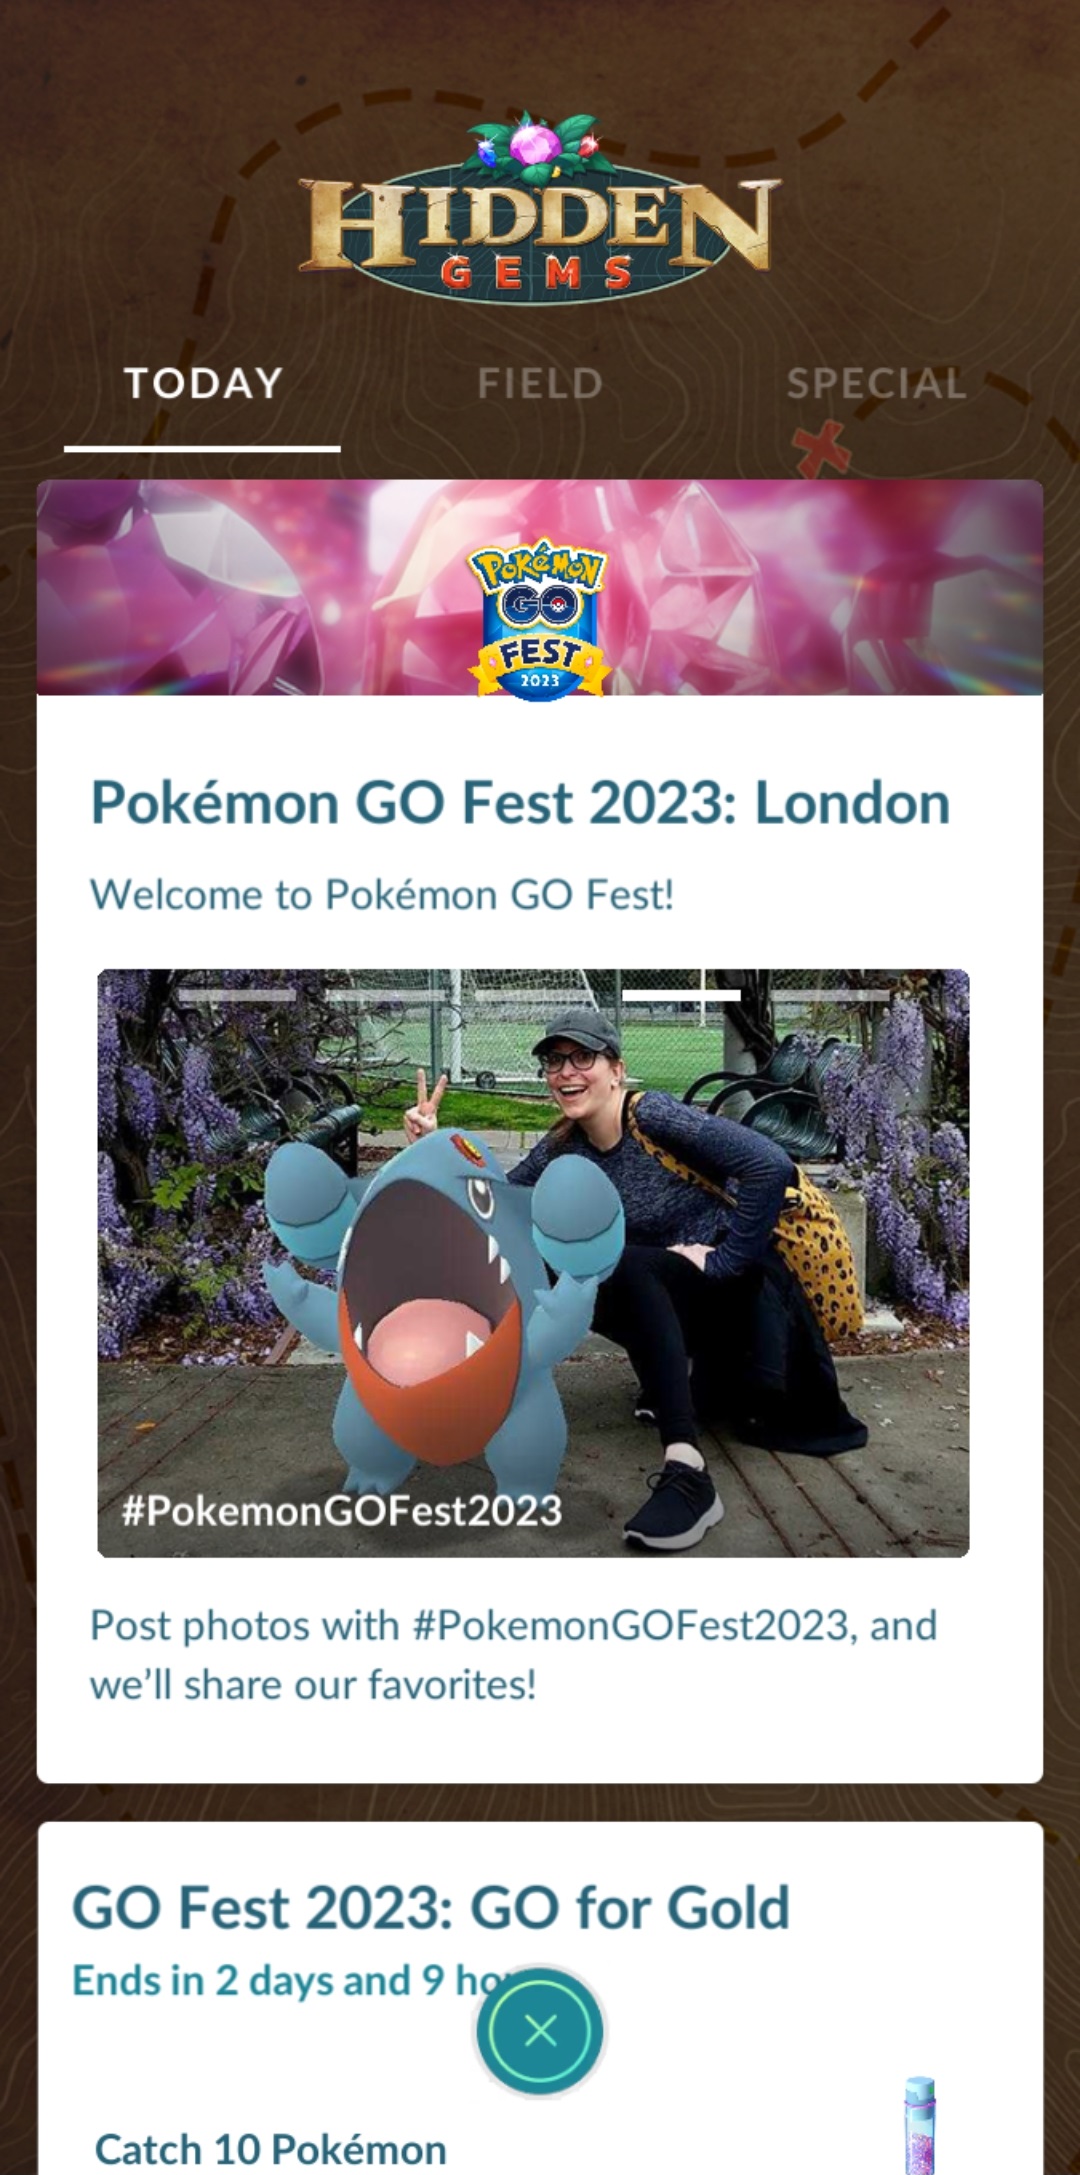 HIDDEN
GEMS
TODAY
FIELD
SPECIAL
POKéMON
GO
FEST
2023
Pokémon GO Fest 2023: London
Welcome to Pokémon GO Fest!
#PokemonGOFest2023
Post photos with #PokemonGOFest2023, and
we’ll share our favorites!
GO Fest 2023: GO for Gold
Ends in 2 days and 9
Catch 10 Pokémon